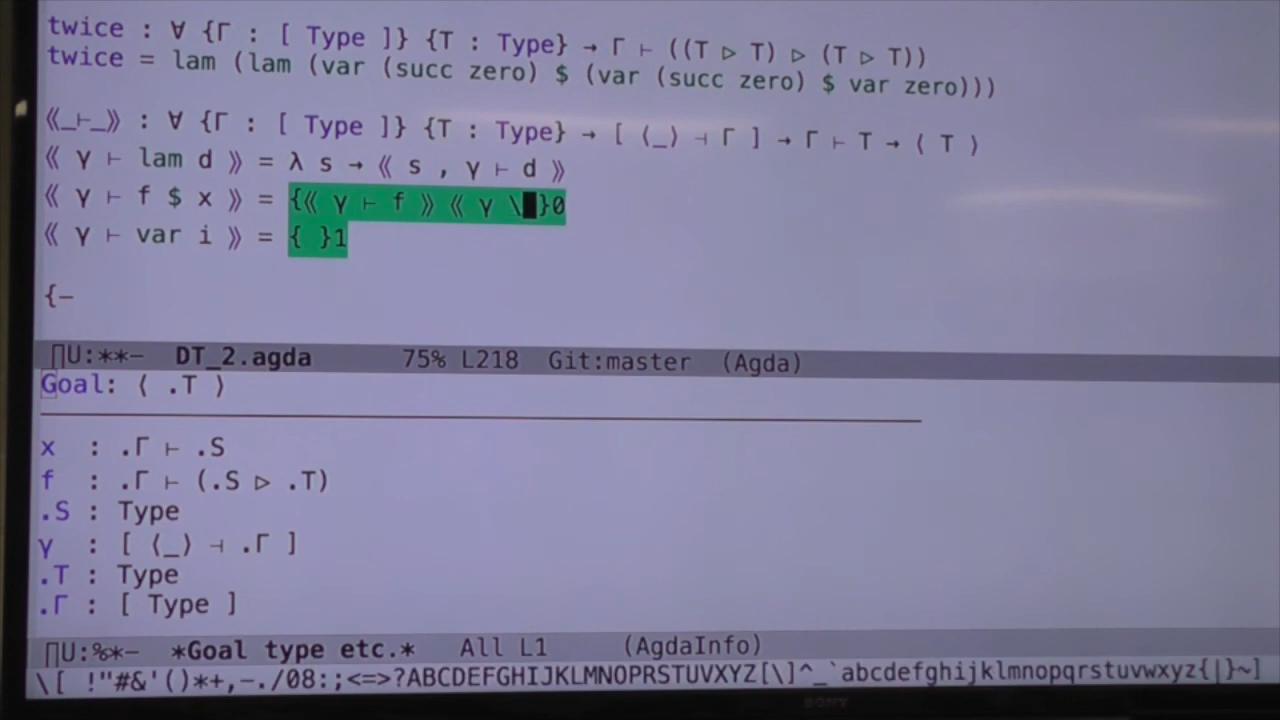 twice : ∀ {Γ : [ Type ]} {T : Type} → Γ ⊢ ((T ▷ T) ▷ (T ▷ T))
twice = lam (lam (var (succ zero) $ (var (succ zero) $ var zero)))
⟪_⊢_⟫ : ∀ {Γ : [ Type ]} {T : Type} → [ ⟨_⟩ ⊣ Γ ] → Γ ⊢ T → ⟨ T ⟩
⟪ γ ⊢ lam d ⟫ = λ s → ⟪ s , γ ⊢ d ⟫
⟪ γ ⊢ f $ x ⟫ = {⟪ γ ⊢ f ⟫ ⟪ γ \ }0
⟪ γ ⊢ var i ⟫ = { }1
{-
∏U:**- DT_2.agda 75% L218 Git:master (Agda)
Goal: ⟨ .T ⟩
x : .Γ ⊢ .S
f : .Γ ⊢ (.S ▷ .T)
.S : Type
γ : [ ⟨_⟩ ⊣ .Γ ]
.T : Type
.Γ : [ Type ]
∏U:%*- *Goal type etc.* All L1 (AgdaInfo)
\[ !"#&'()*+,-./08:;<=>?ABCDEFGHIJKLMNOPRSTUVXYZ[\]^_`abcdefghijklmnopqrstuvwxyz{|}~]
SONY